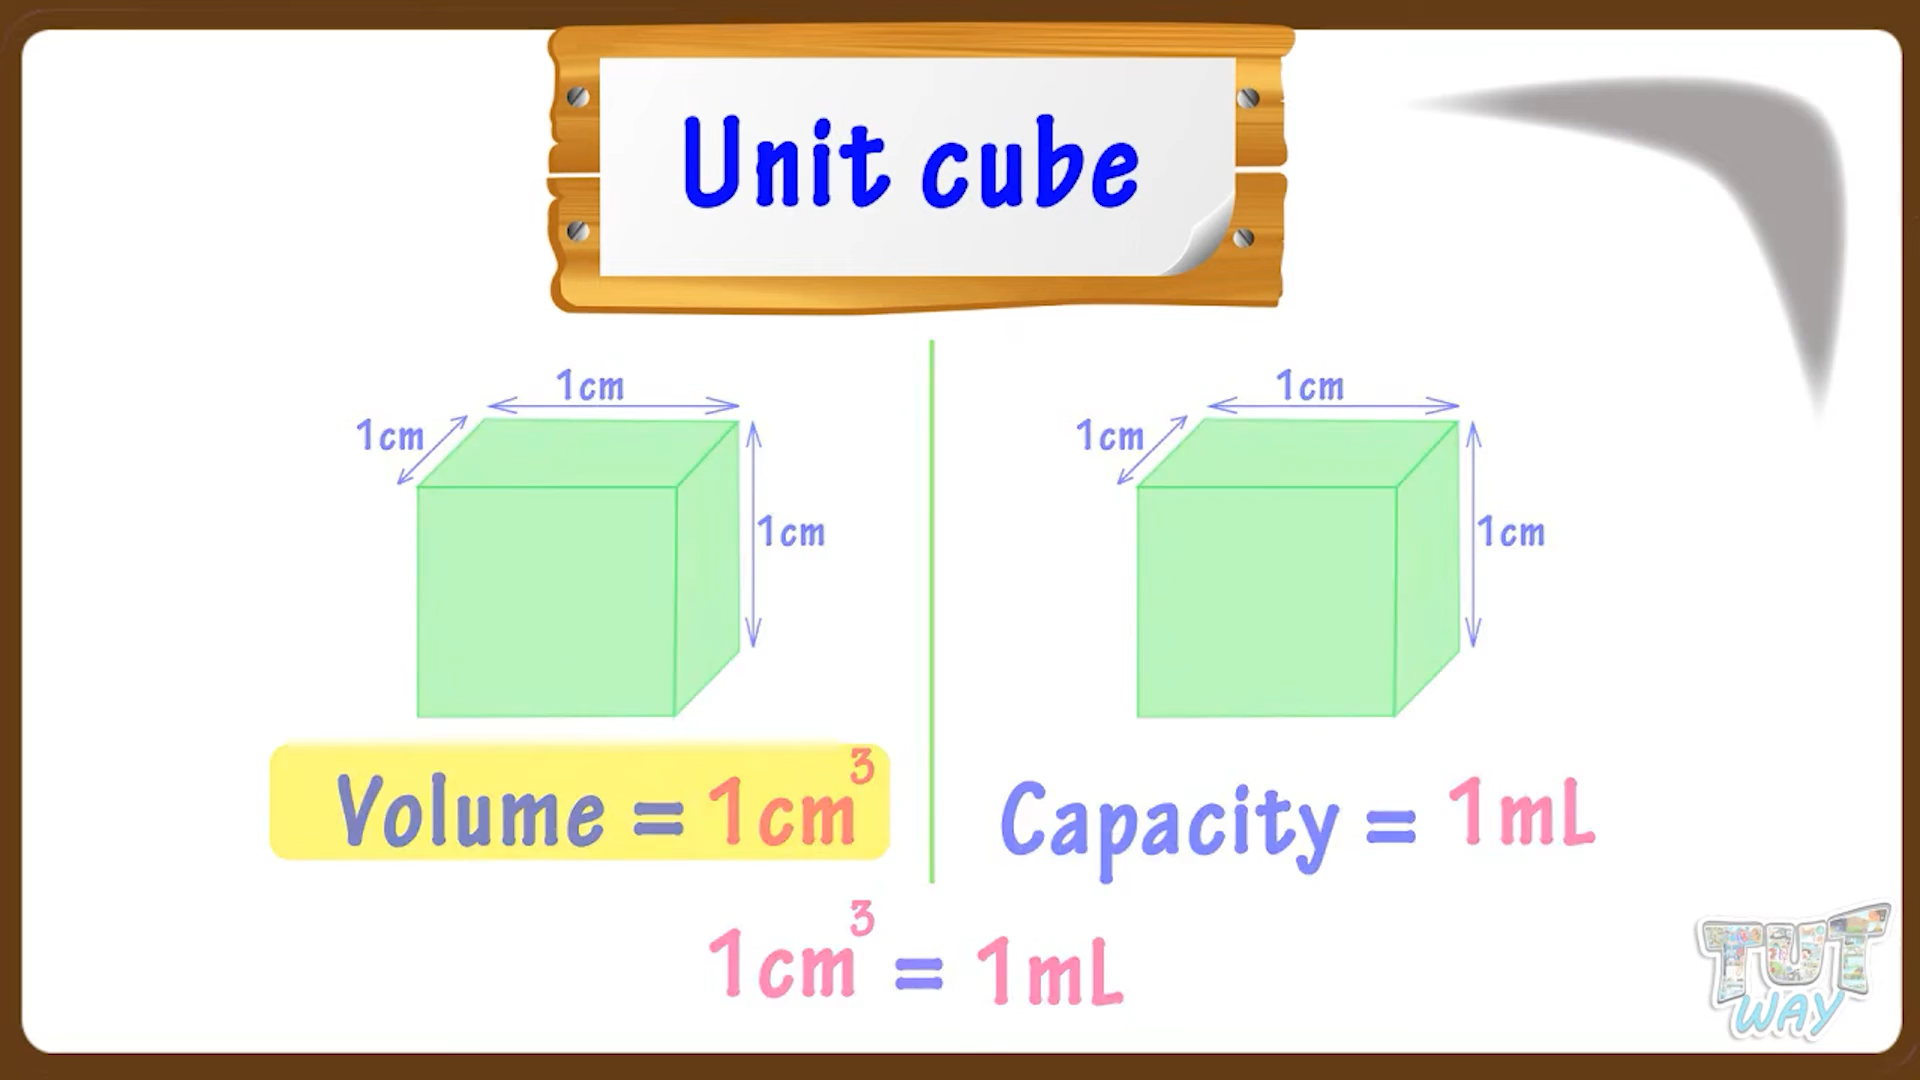 Unit cube
1cm
1cm
1cm
Volume = 1cm³
1cm
1cm
1cm
Capacity = 1mL
1cm³ = 1mL
TUT
WAY